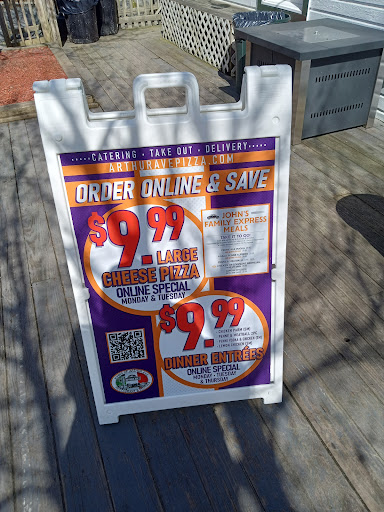 ·····CATERING · TAKE OUT · DELIVERY·····
ARTHURAVEPIZZA.COM
ORDER ONLINE & SAVE
$9.99
LARGE
CHEESE PIZZA
ONLINE SPECIAL
MONDAY & TUESDAY
JOHN'S
FAMILY EXPRESS
MEALS
$9.99
DINNER ENTREES
ONLINE SPECIAL
MONDAY · TUESDAY
& THURSDAY